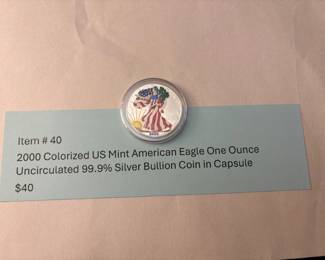 Item # 40
2000 Colorized US Mint American Eagle One Ounce
Uncirculated 99.9% Silver Bullion Coin in Capsule
$40